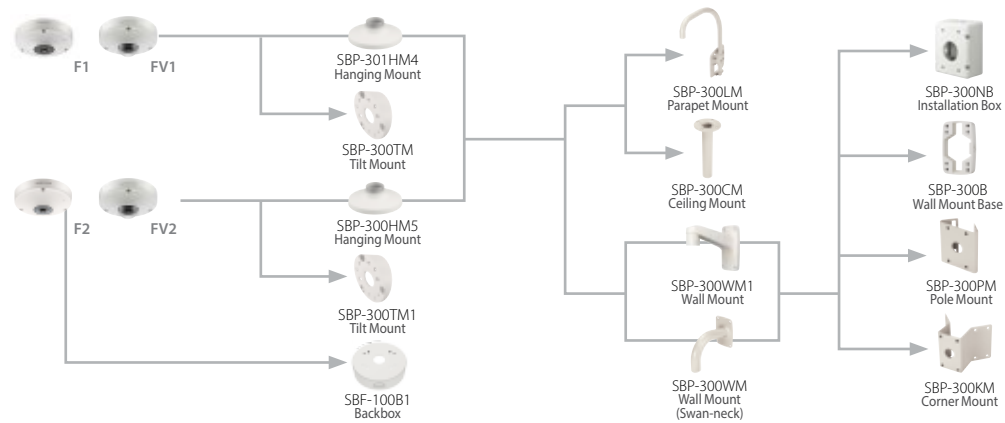 F1
FV1
SBP-301HM4
Hanging Mount
SBP-300TM
Tilt Mount
F2
FV2
SBP-300HM5
Hanging Mount
SBP-300TM1
Tilt Mount
SBF-100B1
Backbox
SBP-300LM
Parapet Mount
SBP-300CM
Ceiling Mount
SBP-300WM1
Wall Mount
SBP-300WM
Wall Mount
(Swan-neck)
SBP-300NB
Installation Box
SBP-300B
Wall Mount Base
SBP-300PM
Pole Mount
SBP-300KM
Corner Mount